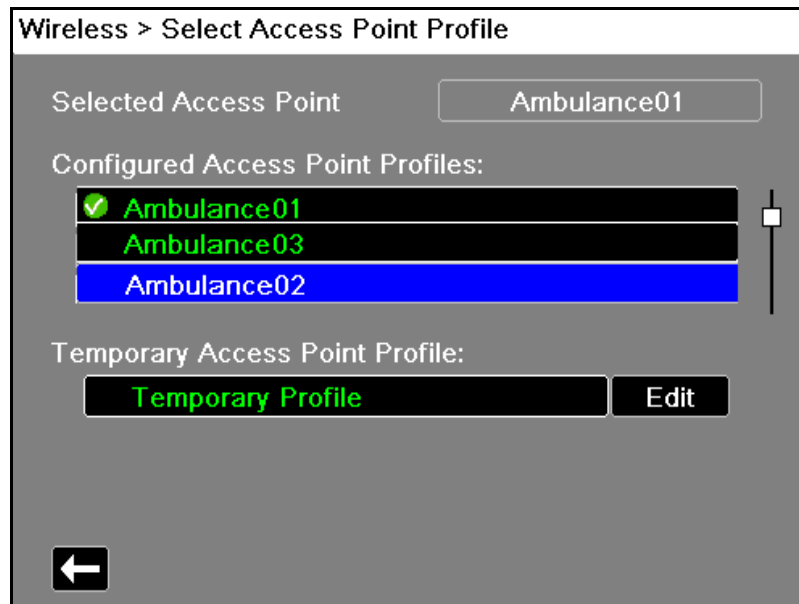 Wireless > Select Access Point Profile
Selected Access Point Ambulance01
Configured Access Point Profiles:
Ambulance01
Ambulance03
Ambulance02
Temporary Access Point Profile:
Temporary Profile Edit